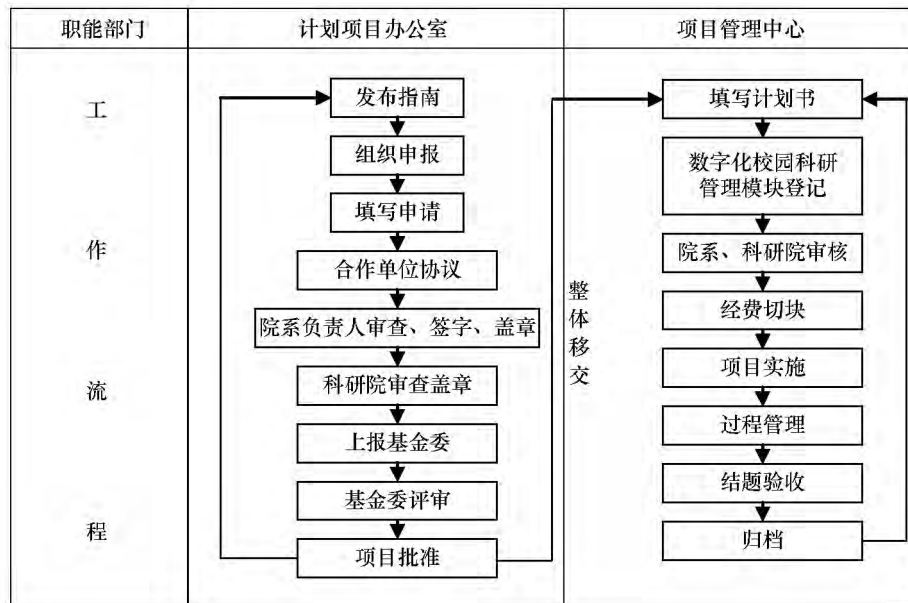 职能部门
计划项目办公室
项目管理中心
工
作
流
程
发布指南
组织申报
填写申请
合作单位协议
院系负责人审查、签字、盖章
科研院审查盖章
上报基金委
基金委评审
项目批准
整
体
移
交
填写计划书
数字化校园科研
管理模块登记
院系、科研院审核
经费切块
项目实施
过程管理
结题验收
归档